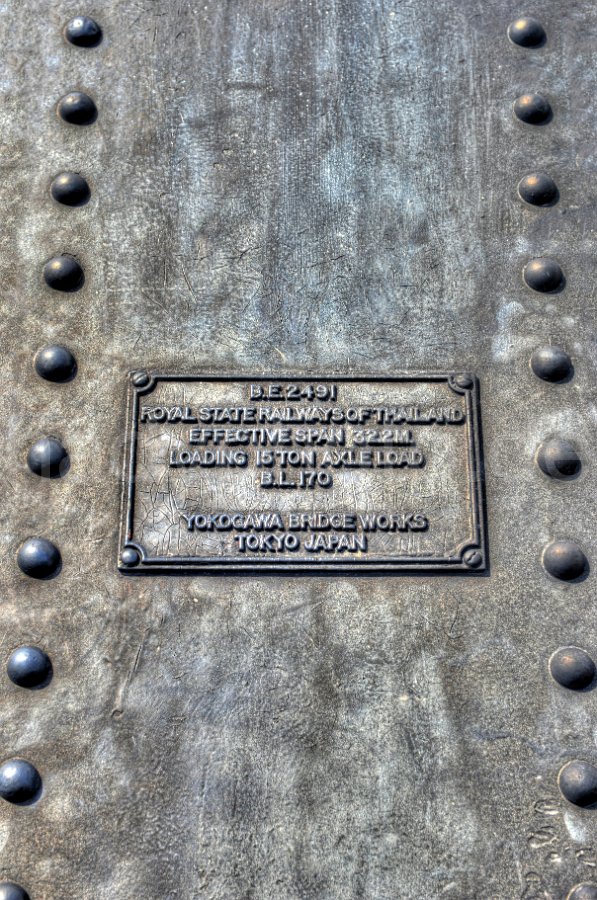 B.E.2491
ROYAL STATE RAILWAYS OF THAILAND
EFFECTIVE SPAN 32.2M.
LOADING 15 TON AXLE LOAD
B.L.170
YOKOGAWA BRIDGE WORKS
TOKYO JAPAN